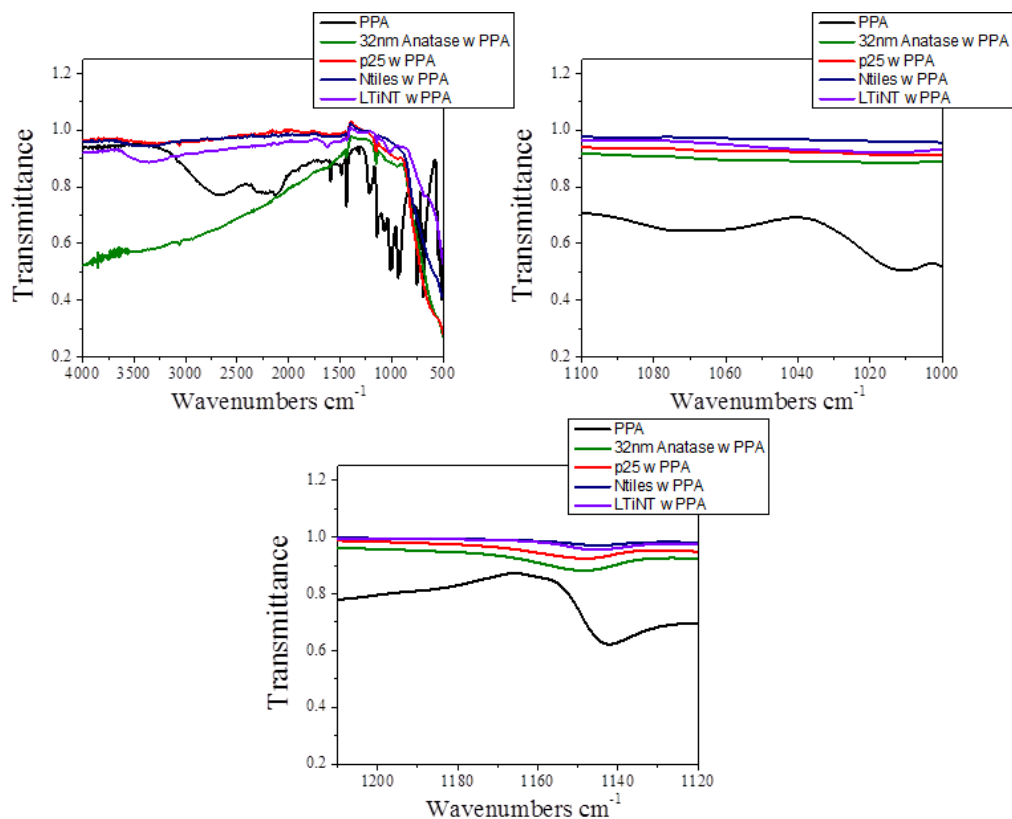 PPA
32nm Anatase w PPA
p25 w PPA
Ntiles w PPA
LTiNT w PPA
1.2
1.0
0.8
0.6
0.4
0.2
Transmittance
4000 3500 3000 2500 2000 1500 1000 500
Wavenumbers cm-1
PPA
32nm Anatase w PPA
p25 w PPA
Ntiles w PPA
LTiNT w PPA
1.2
1.0
0.8
0.6
0.4
0.2
Transmittance
1100 1080 1060 1040 1020 1000
Wavenumbers cm-1
PPA
32nm Anatase w PPA
p25 w PPA
Ntiles w PPA
LTiNT w PPA
1.2
1.0
0.8
0.6
0.4
0.2
Transmittance
1200 1180 1160 1140 1120
Wavenumbers cm-1